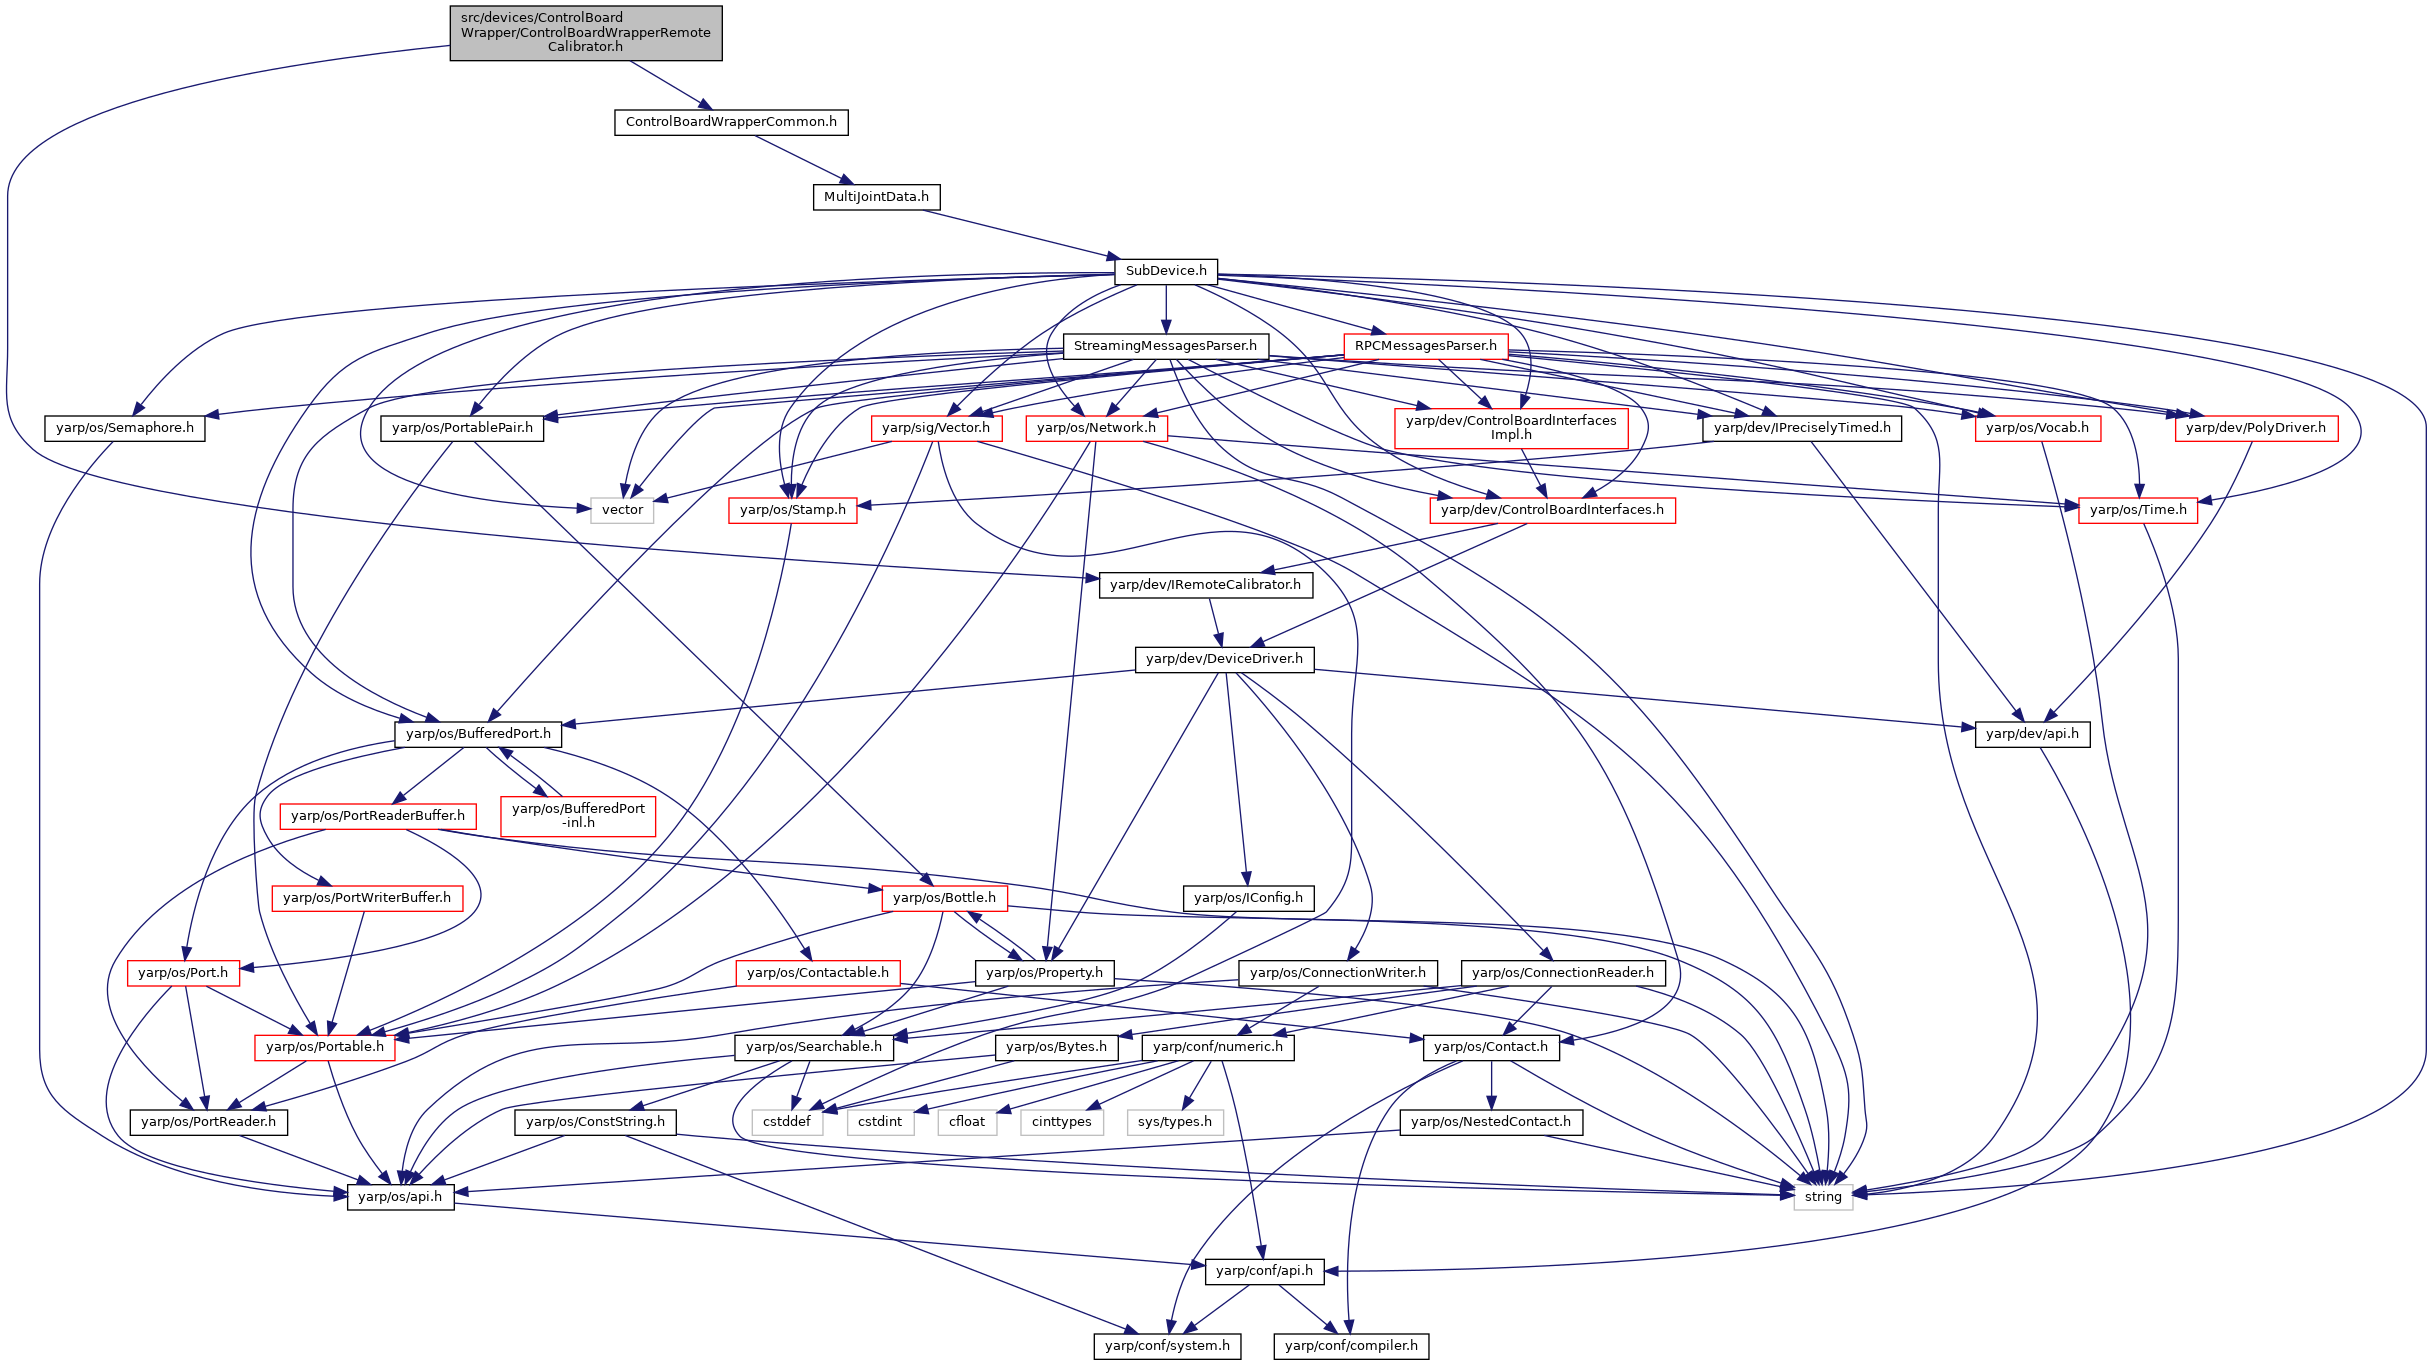 src/devices/ControlBoard
Wrapper/ControlBoardWrapperRemote
Calibrator.h
ControlBoardWrapperCommon.h
MultiJointData.h
SubDevice.h
StreamingMessagesParser.h
RPCMessagesParser.h
yarp/os/Semaphore.h
yarp/os/PortablePair.h
yarp/sig/Vector.h
yarp/os/Network.h
yarp/dev/ControlBoardInterfaces
Impl.h
yarp/dev/IPreciselyTimed.h
yarp/os/Vocab.h
yarp/dev/PolyDriver.h
vector
yarp/os/Stamp.h
yarp/dev/ControlBoardInterfaces.h
yarp/os/Time.h
yarp/dev/IRemoteCalibrator.h
yarp/dev/DeviceDriver.h
yarp/os/BufferedPort.h
yarp/dev/api.h
yarp/os/PortReaderBuffer.h
yarp/os/BufferedPort
-inl.h
yarp/os/PortWriterBuffer.h
yarp/os/Bottle.h
yarp/os/IConfig.h
yarp/os/Port.h
yarp/os/Contactable.h
yarp/os/Property.h
yarp/os/ConnectionWriter.h
yarp/os/ConnectionReader.h
yarp/os/Portable.h
yarp/os/Searchable.h
yarp/os/Bytes.h
yarp/conf/numeric.h
yarp/os/Contact.h
yarp/os/PortReader.h
yarp/os/ConstString.h
cstddef
cstdint
cfloat
cinttypes
sys/types.h
yarp/os/NestedContact.h
yarp/os/api.h
string
yarp/conf/api.h
yarp/conf/system.h
yarp/conf/compiler.h